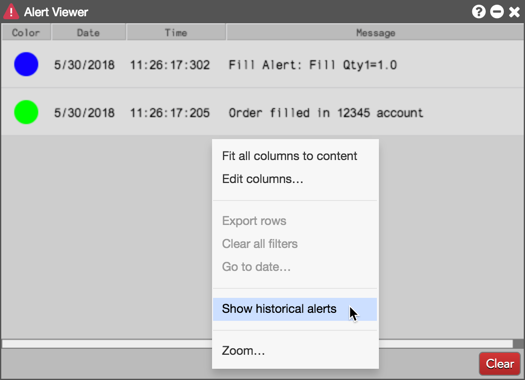 Alert Viewer
Color Date Time Message
5/30/2018 11:26:17:302 Fill Alert: Fill Qty1=1.0
5/30/2018 11:26:17:205 Order filled in 12345 account
Fit all columns to content
Edit columns…
Export rows
Clear all filters
Go to date…
Show historical alerts
Zoom…
Clear